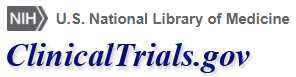 NIH U.S. National Library of Medicine
ClinicalTrials.gov